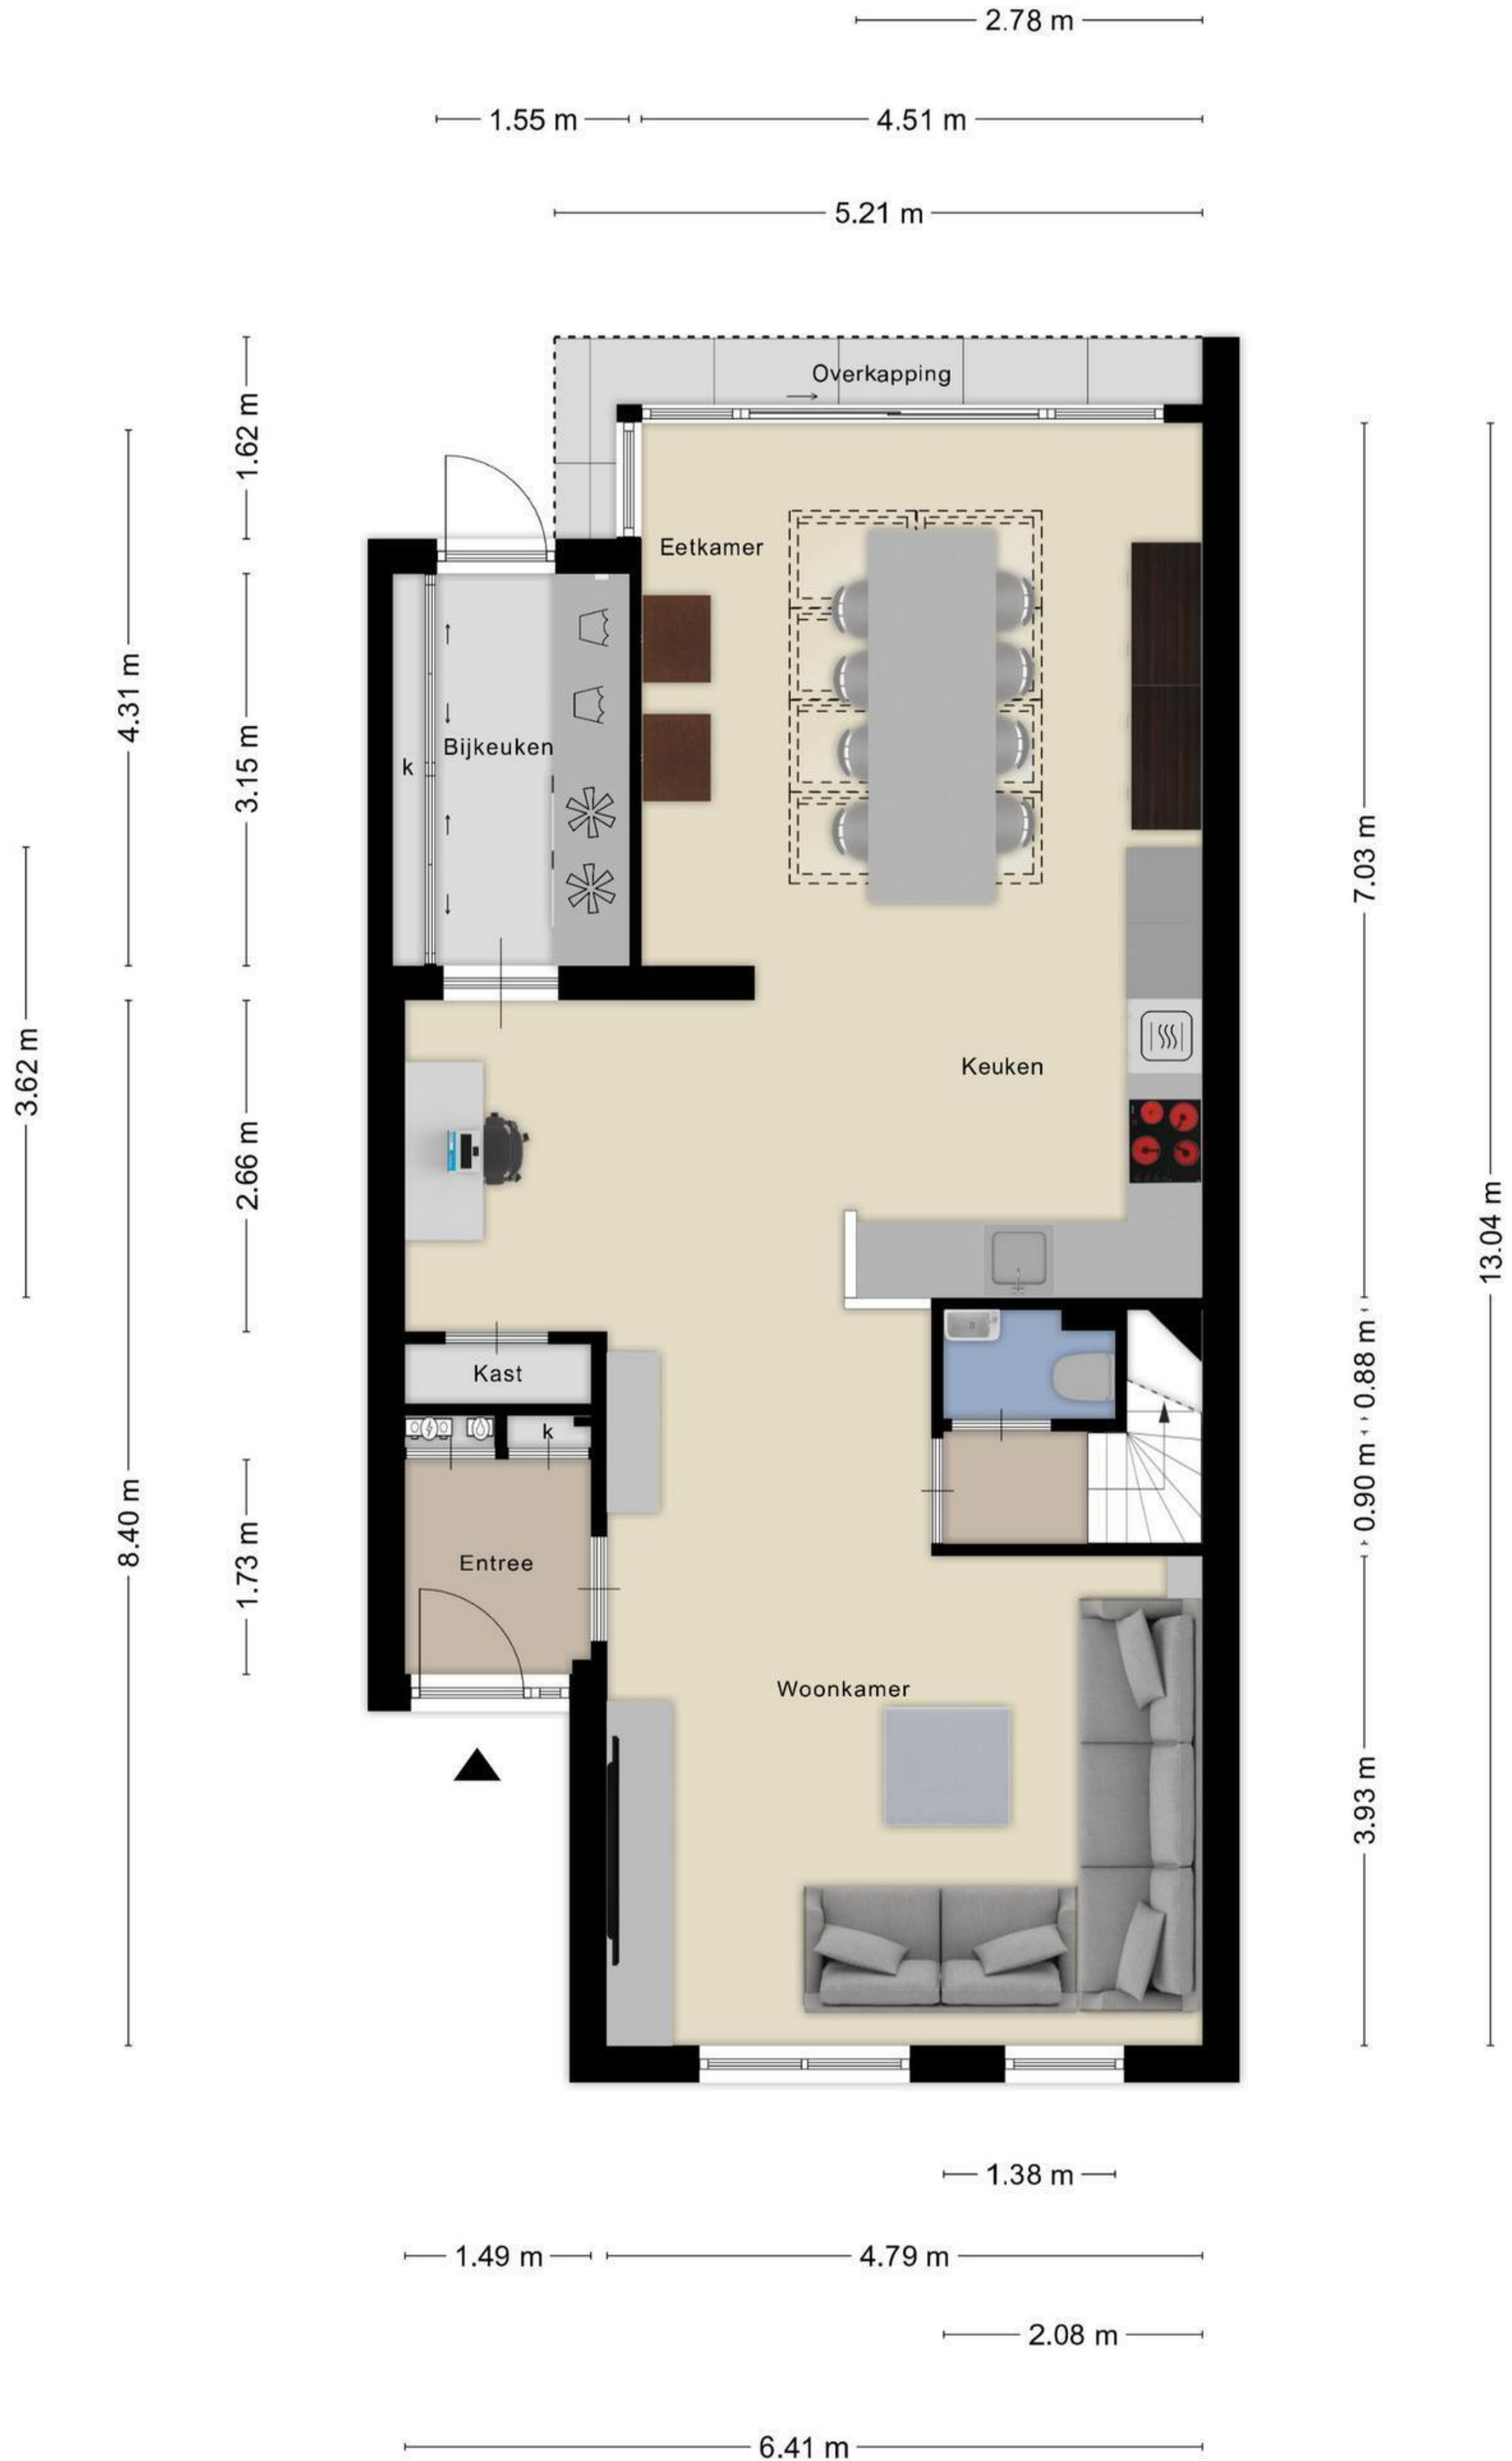 2.78 m
1.55 m
4.51 m
5.21 m
Overkapping
1.62 m
Eetkamer
4.31 m
3.15 m
Bijkeuken
k
7.03 m
3.62 m
Keuken
2.66 m
13.04 m
Kast
0.88 m
k
0.90 m
8.40 m
Entree
1.73 m
Woonkamer
3.93 m
1.38 m
1.49 m
4.79 m
2.08 m
6.41 m